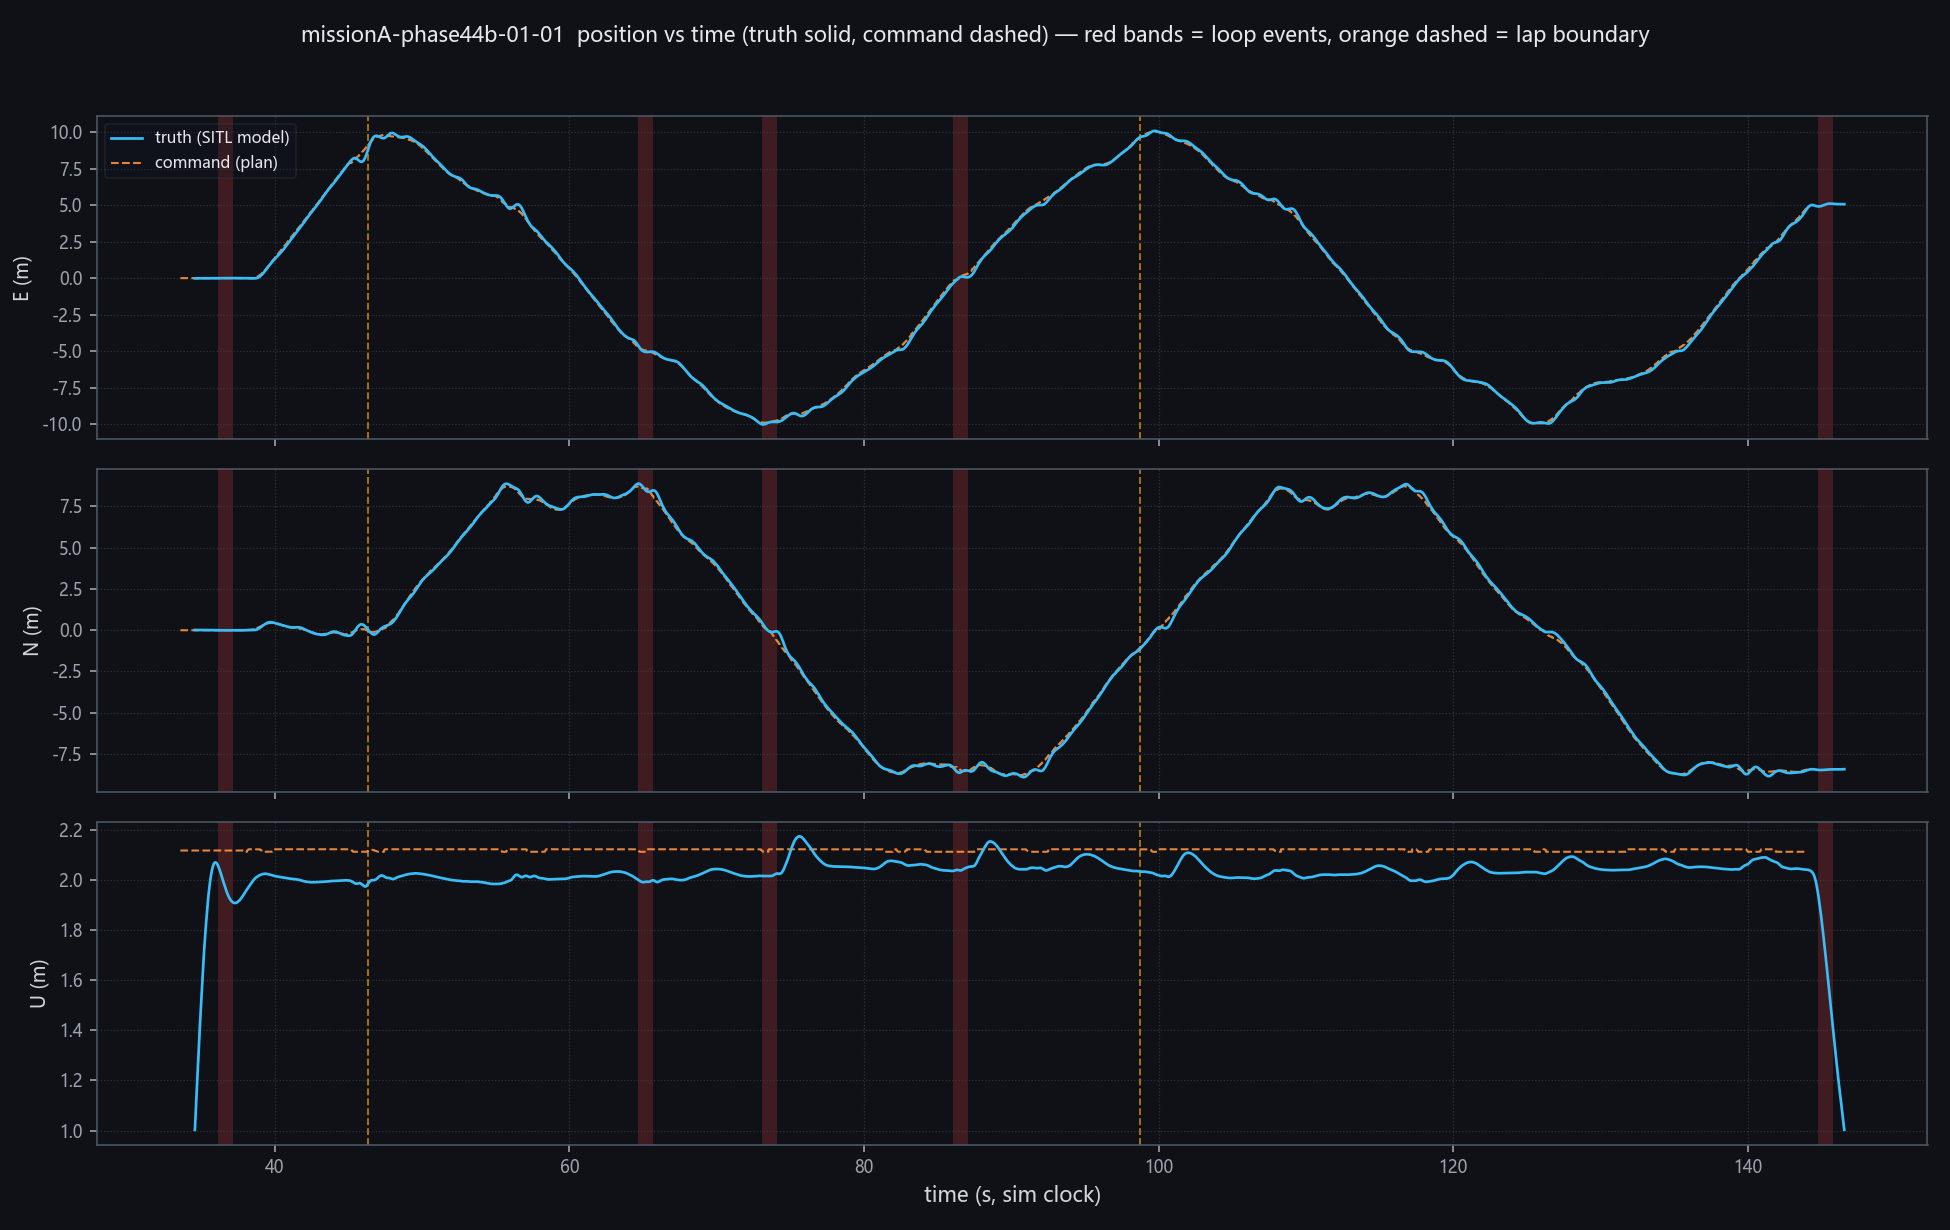 missionA-phase44b-01-01 position vs time (truth solid, command dashed) — red bands = loop events, orange dashed = lap boundary
truth (SITL model)
command (plan)
E (m)
10.0
7.5
5.0
2.5
0.0
-2.5
-5.0
-7.5
-10.0
N (m)
7.5
5.0
2.5
0.0
-2.5
-5.0
-7.5
U (m)
2.2
2.0
1.8
1.6
1.4
1.2
1.0
40 60 80 100 120 140
time (s, sim clock)